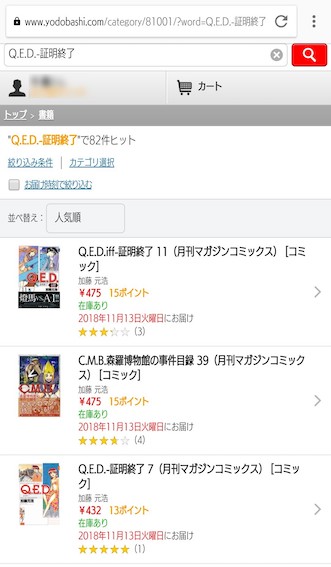 www.yodobashi.com/category/81001/?word=Q.E.D.-証明終了
Q.E.D.-証明終了
カート
トップ > 書籍
"Q.E.D.-証明終了"で82件ヒット
絞り込み条件 | カテゴリ選択
お届け時刻で絞り込む
並べ替え： 人気順
Q.E.D.iff-証明終了 11（月刊マガジンコミックス） [コミック]
加藤 元浩
￥475 15ポイント
在庫あり
2018年11月13日火曜日にお届け
(3)
C.M.B.森羅博物館の事件目録 39（月刊マガジンコミックス） [コミック]
加藤 元浩
￥475 15ポイント
在庫あり
2018年11月13日火曜日にお届け
(4)
Q.E.D.-証明終了 7（月刊マガジンコミックス） [コミック]
加藤 元浩
￥432 13ポイント
在庫あり
2018年11月13日火曜日にお届け
(1)
Q.E.D.
燈馬vs.A.I!!
C.M.B.
Q.E.D.